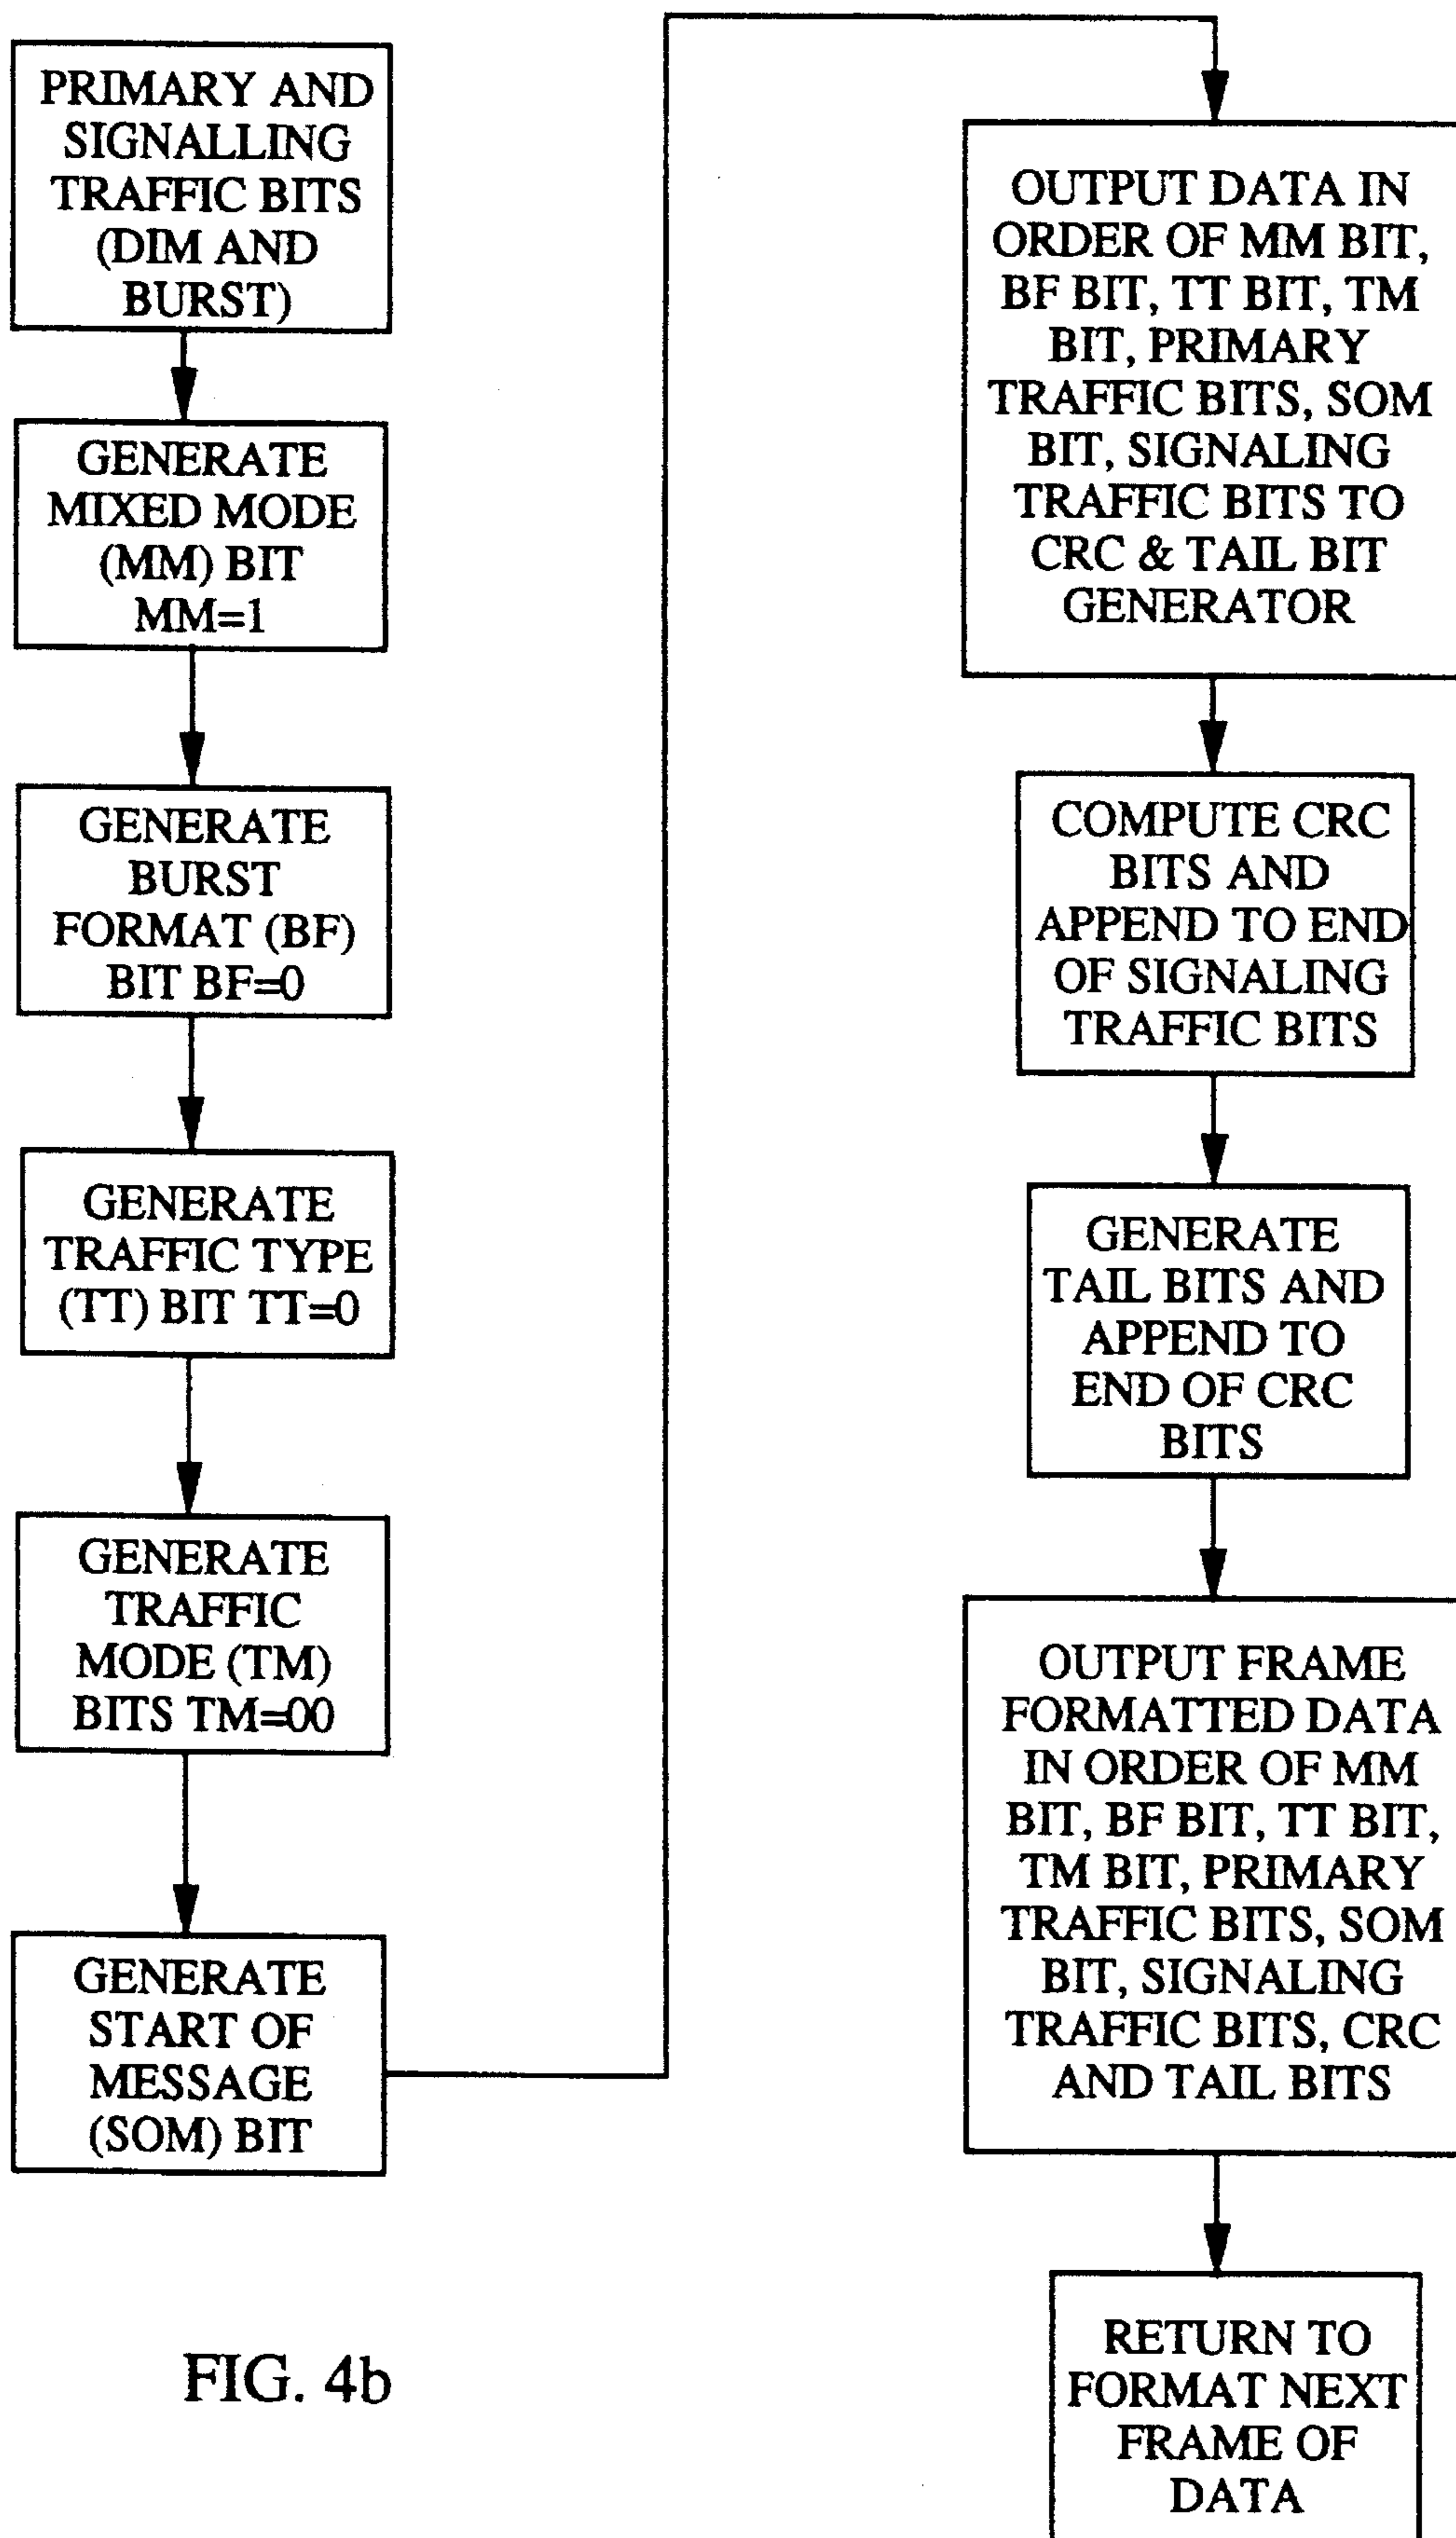 PRIMARY AND
SIGNALLING
TRAFFIC BITS
(DIM AND
BURST)
GENERATE
MIXED MODE
(MM) BIT
MM=1
GENERATE
BURST
FORMAT (BF)
BIT BF=0
GENERATE
TRAFFIC TYPE
(TT) BIT TT=0
GENERATE
TRAFFIC
MODE (TM)
BITS TM=00
GENERATE
START OF
MESSAGE
(SOM) BIT
OUTPUT DATA IN
ORDER OF MM BIT,
BF BIT, TT BIT, TM
BIT, PRIMARY
TRAFFIC BITS, SOM
BIT, SIGNALING
TRAFFIC BITS TO
CRC & TAIL BIT
GENERATOR
COMPUTE CRC
BITS AND
APPEND TO END
OF SIGNALING
TRAFFIC BITS
GENERATE
TAIL BITS AND
APPEND TO
END OF CRC
BITS
OUTPUT FRAME
FORMATTED DATA
IN ORDER OF MM
BIT, BF BIT, TT BIT,
TM BIT, PRIMARY
TRAFFIC BITS, SOM
BIT, SIGNALING
TRAFFIC BITS, CRC
AND TAIL BITS
RETURN TO
FORMAT NEXT
FRAME OF
DATA
FIG. 4b